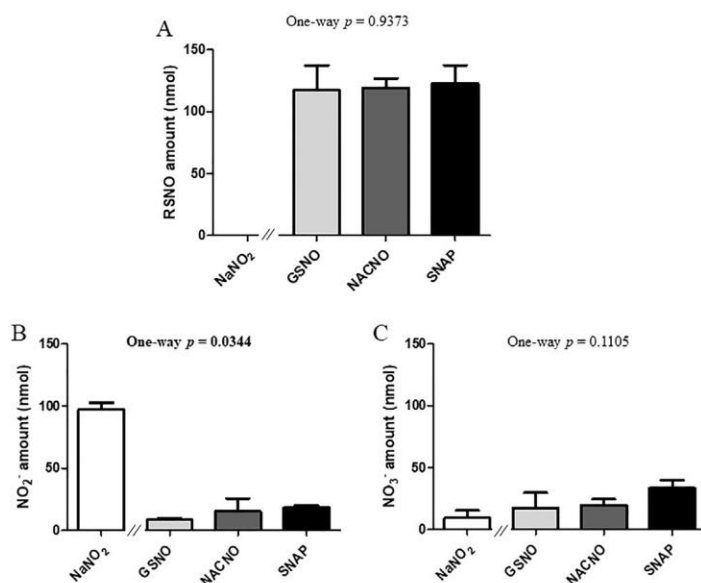 A
One-way p = 0.9373
RSNO amount (nmol)
150
100
50
0
NaNO₂
//
GSNO
NACNO
SNAP
B
One-way p = 0.0344
NO₂⁻ amount (nmol)
150
100
50
0
NaNO₂
//
GSNO
NACNO
SNAP
C
One-way p = 0.1105
NO₃⁻ amount (nmol)
150
100
50
0
NaNO₂
//
GSNO
NACNO
SNAP